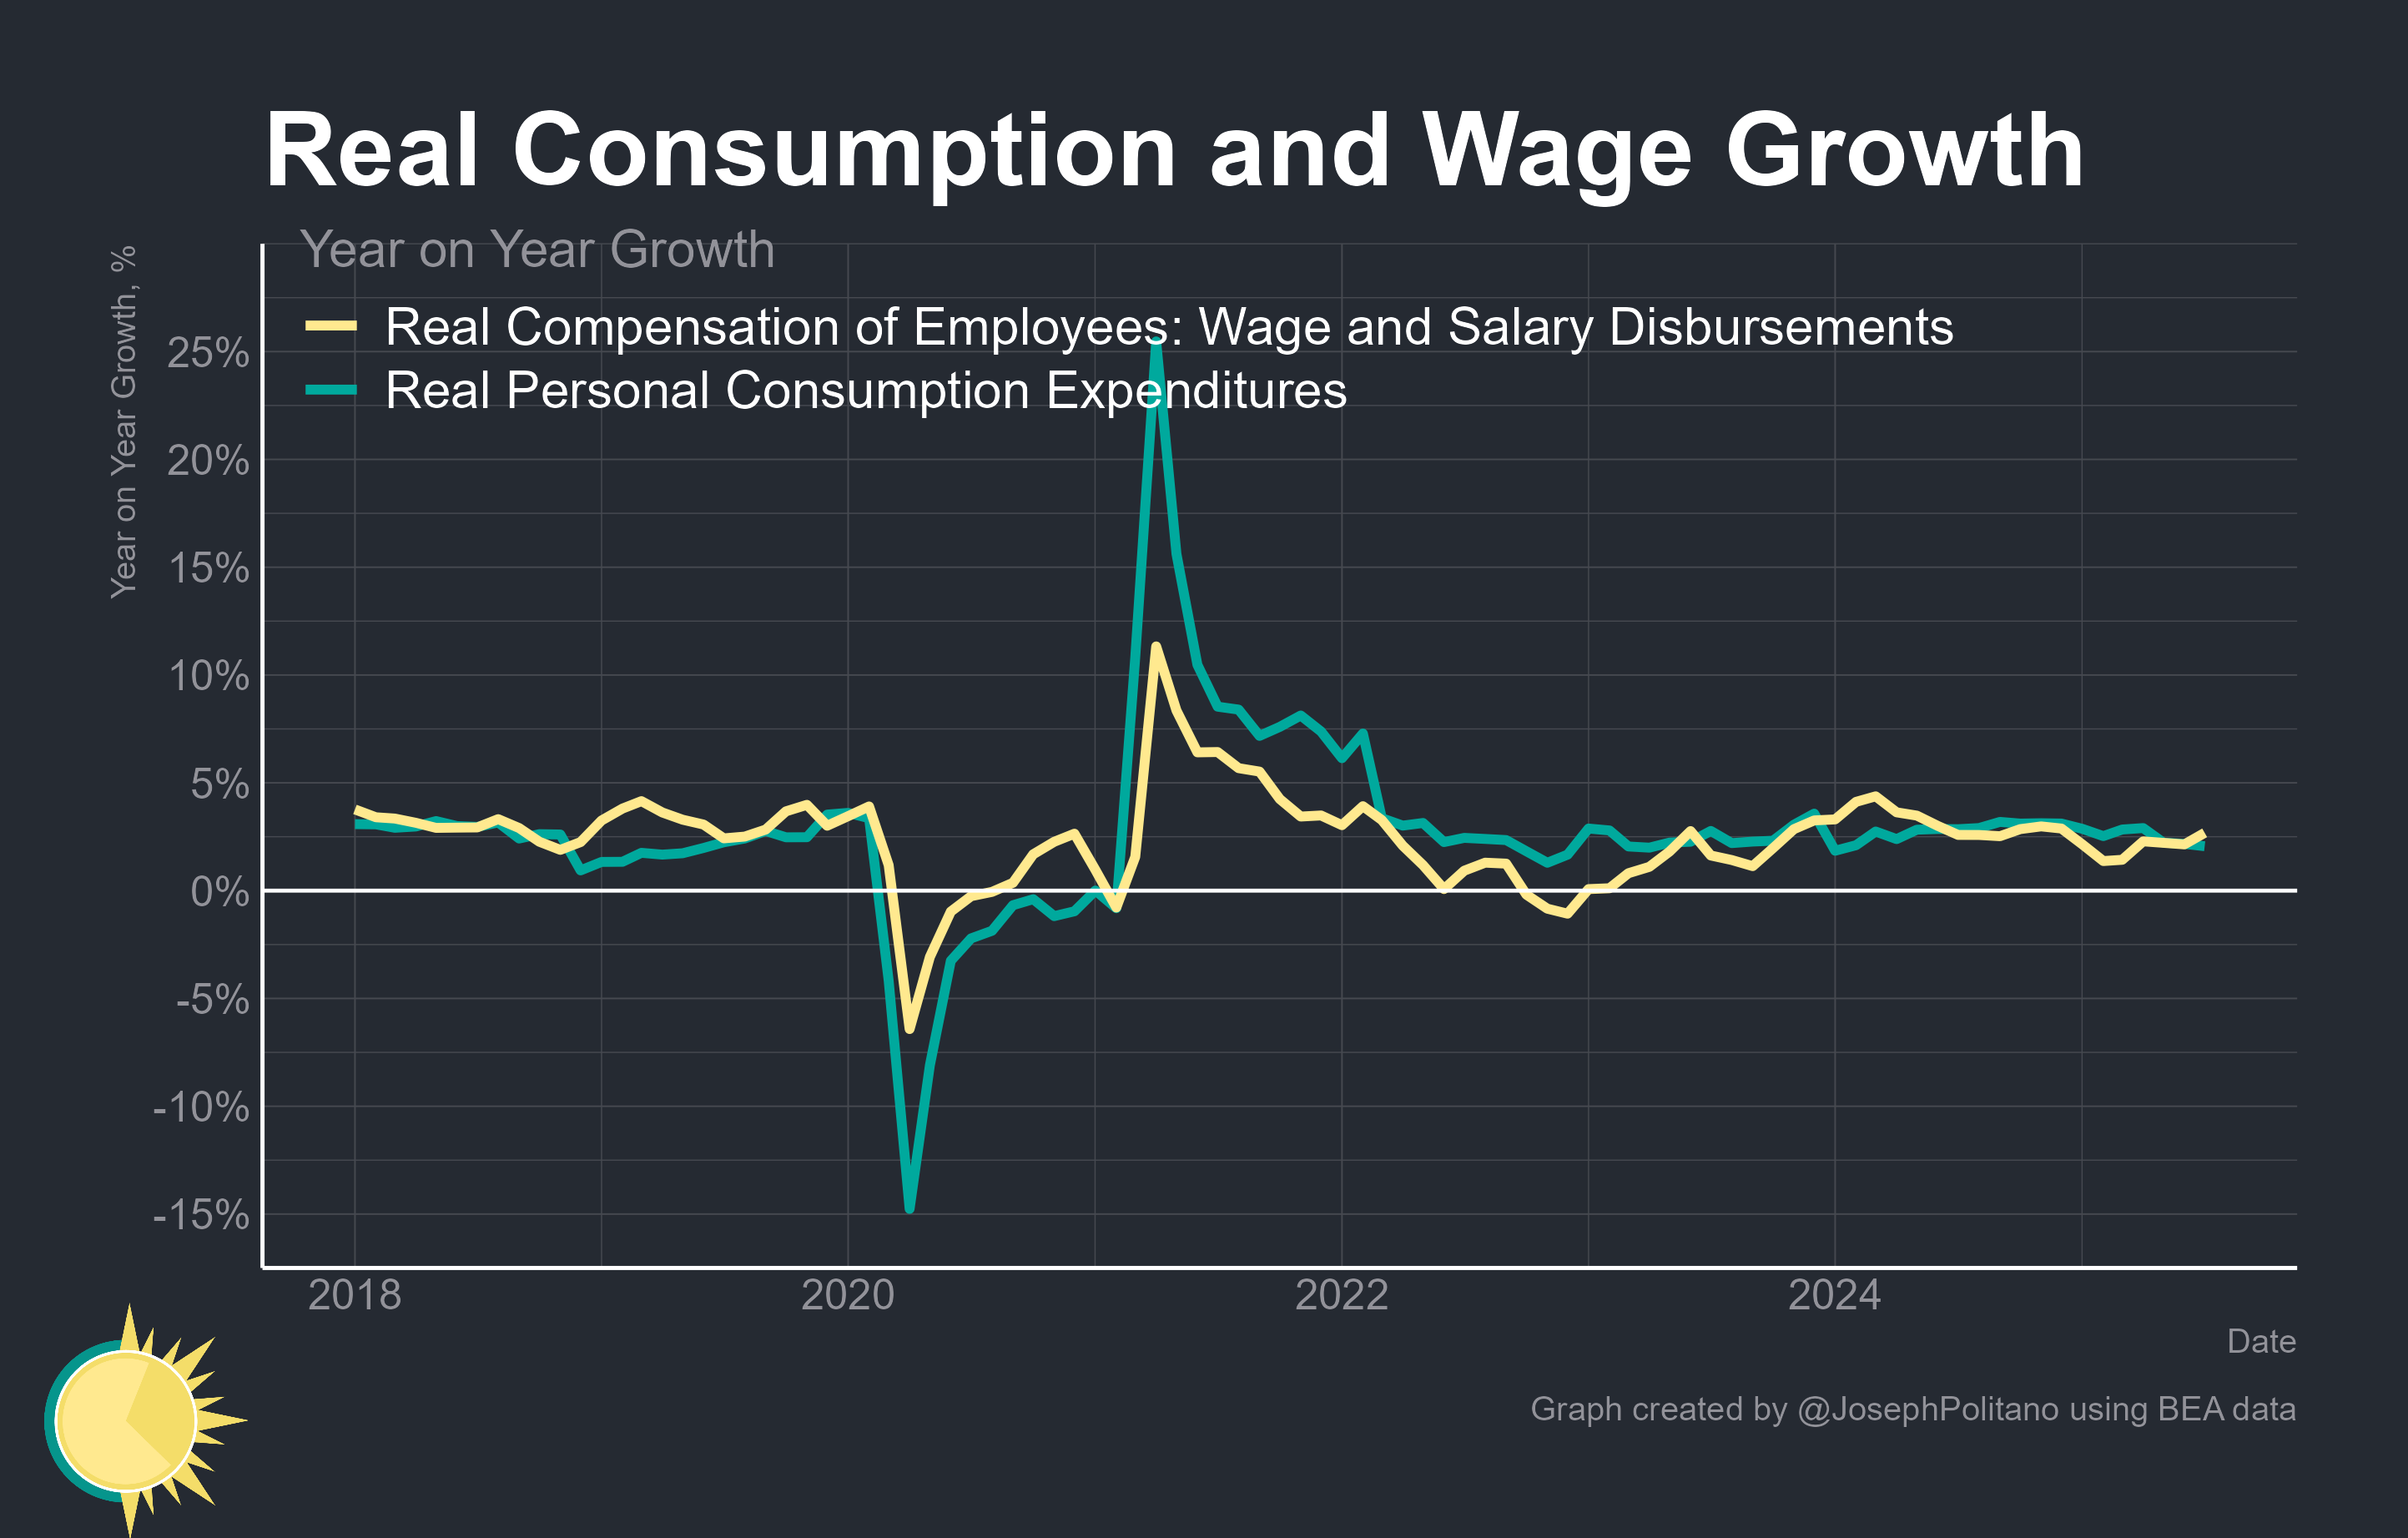 Real Consumption and Wage Growth
Year on Year Growth
Real Compensation of Employees: Wage and Salary Disbursements
Real Personal Consumption Expenditures
Year on Year Growth, %
25%
20%
15%
10%
5%
0%
-5%
-10%
-15%
2018
2020
2022
2024
Date
Graph created by @JosephPolitano using BEA data